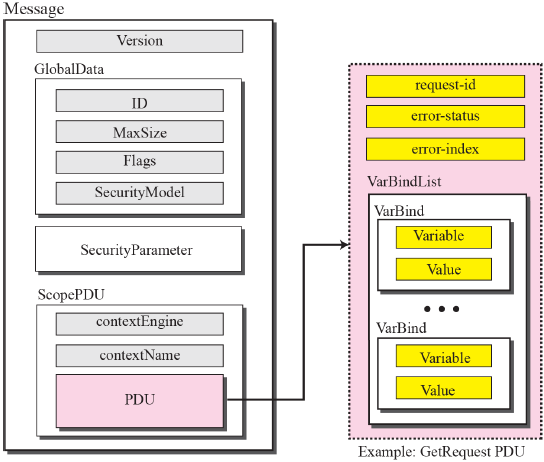 Message
Version
GlobalData
ID
MaxSize
Flags
SecurityModel
SecurityParameter
ScopePDU
contextEngine
contextName
PDU
request-id
error-status
error-index
VarBindList
VarBind
Variable
Value
VarBind
Variable
Value
Example: GetRequest PDU